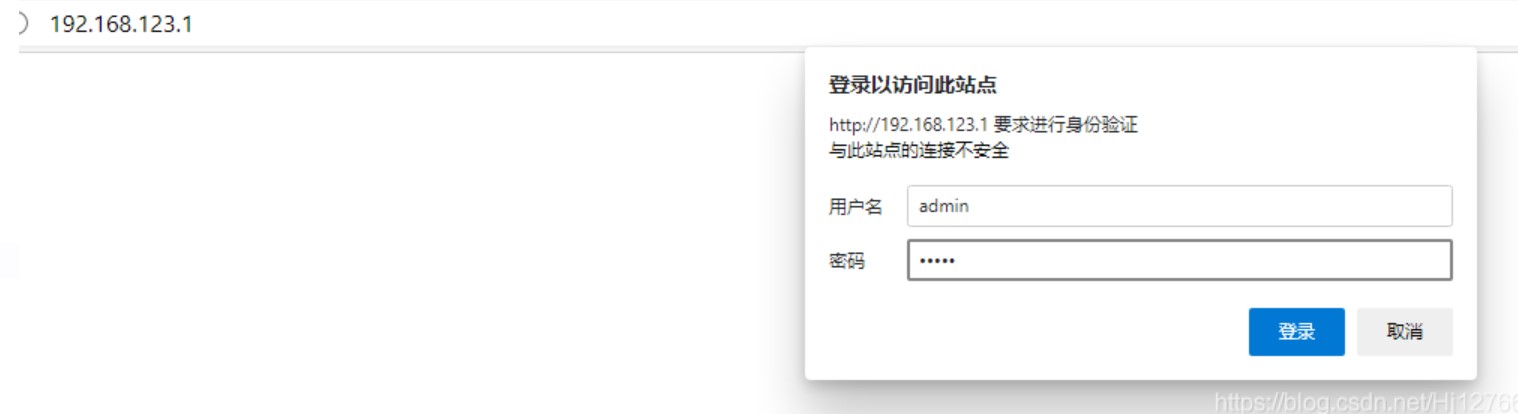 192.168.123.1
登录以访问此站点
http://192.168.123.1 要求进行身份验证
与此站点的连接不安全
用户名 admin
密码 •••••
登录 取消
https://blog.csdn.net/Hi12766